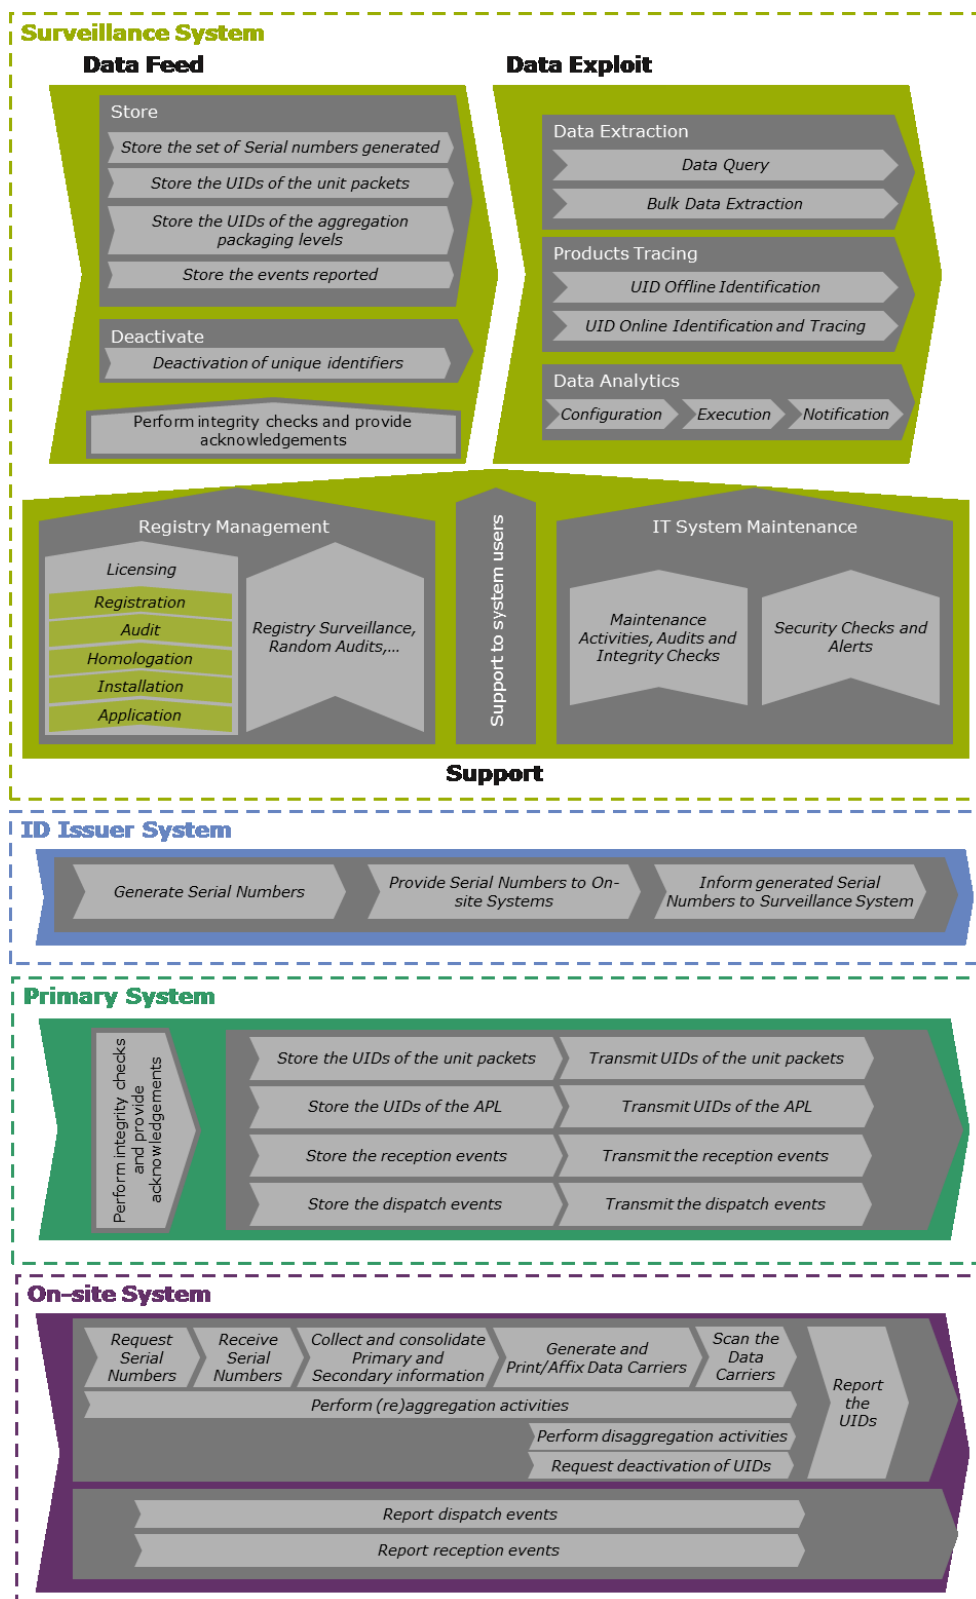 Surveillance System
Data Feed
Store
Store the set of Serial numbers generated
Store the UIDs of the unit packets
Store the UIDs of the aggregation
packaging levels
Store the events reported
Deactivate
Deactivation of unique identifiers
Perform integrity checks and provide
acknowledgements
Data Exploit
Data Extraction
Data Query
Bulk Data Extraction
Products Tracing
UID Offline Identification
UID Online Identification and Tracing
Data Analytics
Configuration
Execution
Notification
Registry Management
Licensing
Registration
Audit
Homologation
Installation
Application
Registry Surveillance,
Random Audits,...
Support to system users
IT System Maintenance
Maintenance
Activities, Audits and
Integrity Checks
Security Checks and
Alerts
Support
ID Issuer System
Generate Serial Numbers
Provide Serial Numbers to On-
site Systems
Inform generated Serial
Numbers to Surveillance System
Primary System
Perform integrity checks
and provide
acknowledgements
Store the UIDs of the unit packets
Transmit UIDs of the unit packets
Store the UIDs of the APL
Transmit UIDs of the APL
Store the reception events
Transmit the reception events
Store the dispatch events
Transmit the dispatch events
On-site System
Request
Serial
Numbers
Receive
Serial
Numbers
Collect and consolidate
Primary and
Secondary information
Generate and
Print/Affix Data Carriers
Scan the
Data
Carriers
Report
the
UIDs
Perform (re)aggregation activities
Perform disaggregation activities
Request deactivation of UIDs
Report dispatch events
Report reception events